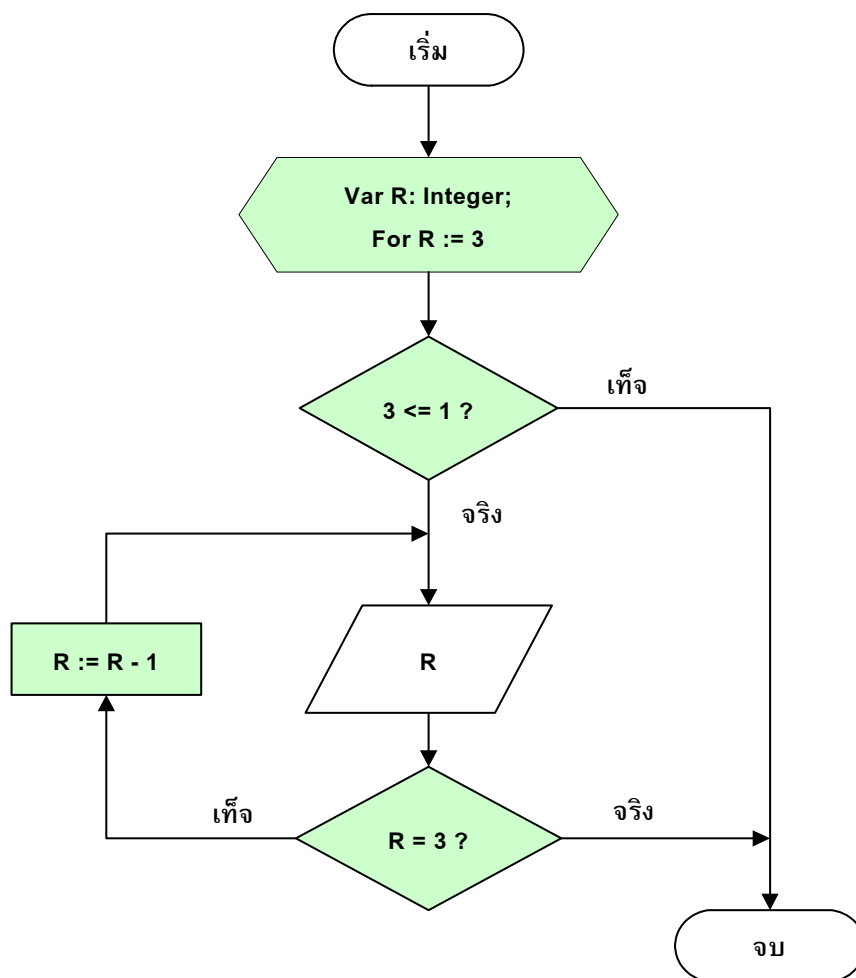 เริ่ม
Var R: Integer;
For R := 3
3 <= 1 ?
เท็จ
จริง
R := R - 1
R
เท็จ
R = 3 ?
จริง
จบ